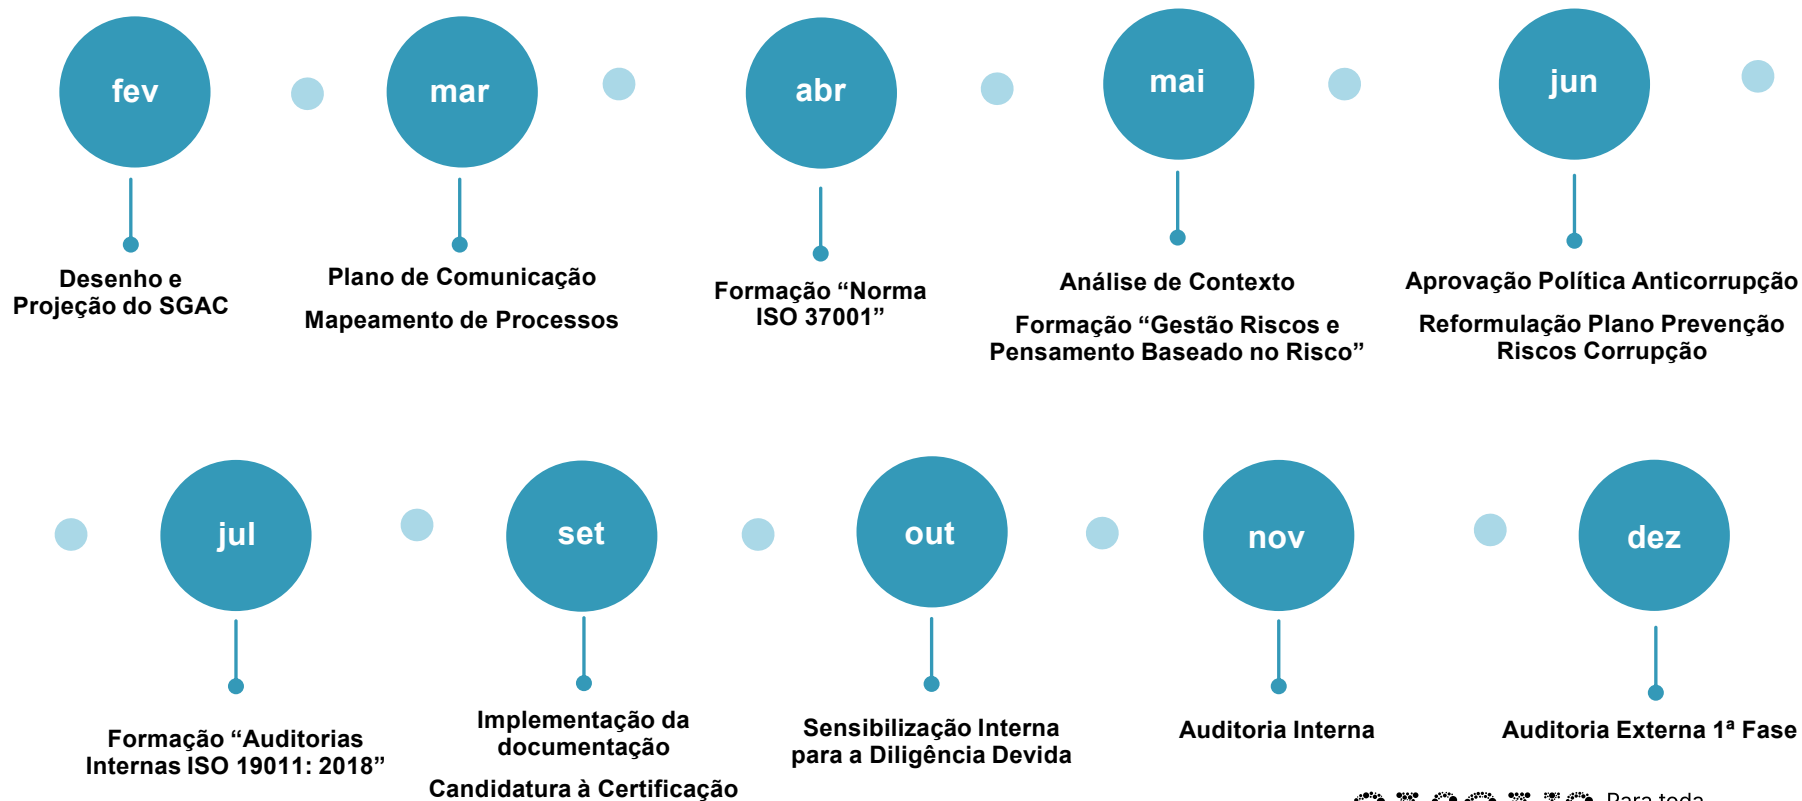 fev
mar
abr
mai
jun
Desenho e
Projeção do SGAC
Plano de Comunicação
Mapeamento de Processos
Formação “Norma
ISO 37001”
Análise de Contexto
Formação “Gestão Riscos e
Pensamento Baseado no Risco”
Aprovação Política Anticorrupção
Reformulação Plano Prevenção
Riscos Corrupção
jul
set
out
nov
dez
Formação “Auditorias
Internas ISO 19011: 2018”
Implementação da
documentação
Candidatura à Certificação
Sensibilização Interna
para a Diligência Devida
Auditoria Interna
Auditoria Externa 1ª Fase
Para toda